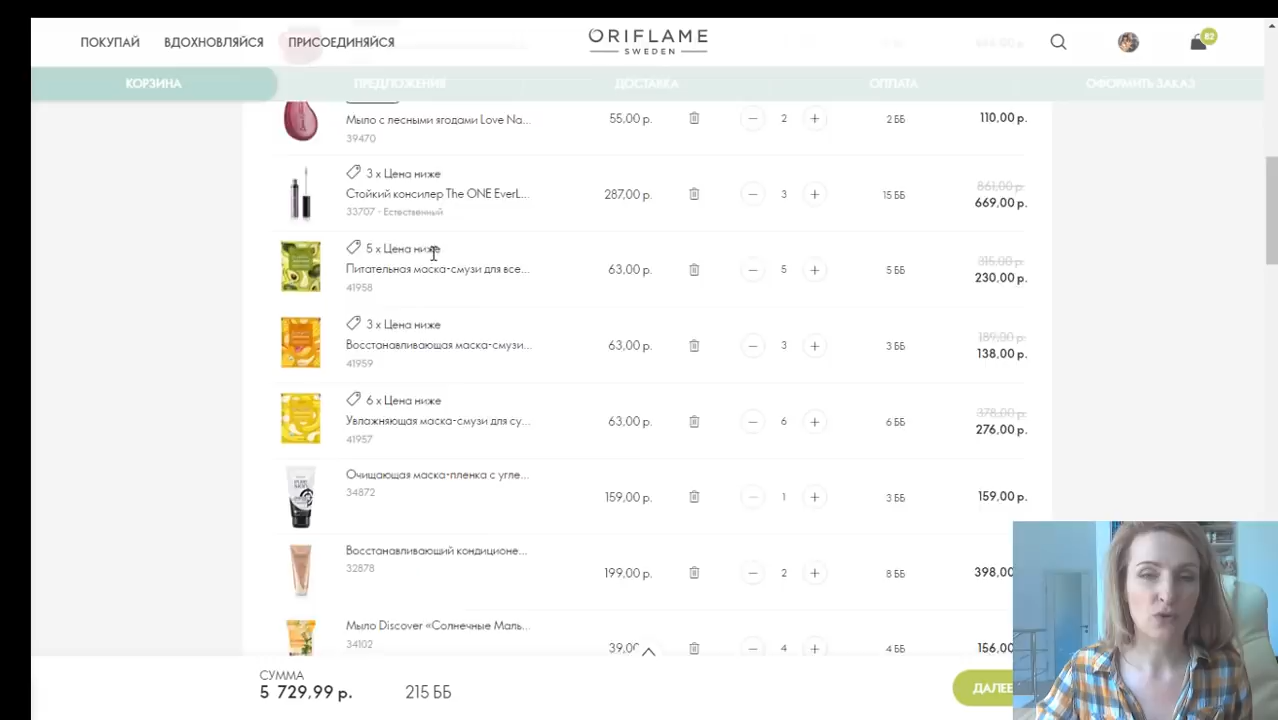 ПОКУПАЙ ВДОХНОВЛЯЙСЯ ПРИСОЕДИНЯЙСЯ
ORIFLAME
SWEDEN
82
КОРЗИНА ПРЕДЛОЖЕНИЯ ДОСТАВКА ОПЛАТА ОФОРМИТЬ ЗАКАЗ
Мыло с лесными ягодами Love Na... 55,00 р. 2 2 ББ 110,00 р.
39470
3 x Цена ниже
Стойкий консилер The ONE EverL... 287,00 р. 3 15 ББ 861,00 р.
669,00 р.
33707 - Естественный
5 x Цена ниже
Питательная маска-смузи для все... 63,00 р. 5 5 ББ 315,00 р.
230,00 р.
41958
3 x Цена ниже
Восстанавливающая маска-смузи... 63,00 р. 3 3 ББ 189,00 р.
138,00 р.
41959
6 x Цена ниже
Увлажняющая маска-смузи для су... 63,00 р. 6 6 ББ 378,00 р.
276,00 р.
41957
Очищающая маска-пленка с угле...
34872
159,00 р. 1 3 ББ 159,00 р.
Восстанавливающий кондиционе...
32878
199,00 р. 2 8 ББ 398,00
Мыло Discover «Солнечные Маль...
34102
39,00 4 4 ББ 156,00
СУММА
5 729,99 р. 215 ББ
ДАЛЕЕ